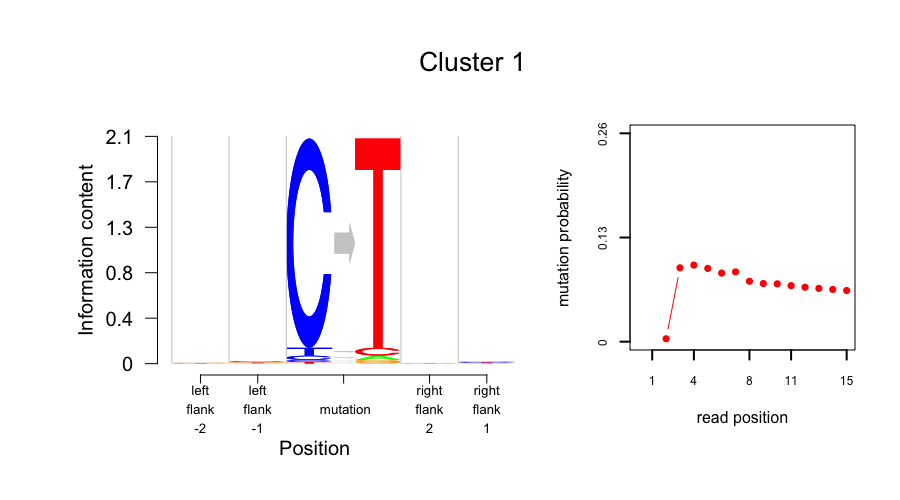 Cluster 1
Information content
2.1
1.7
1.3
0.8
0.4
0
C
T
left
flank
-2
left
flank
-1
mutation
right
flank
2
right
flank
1
Position
mutation probability
0.26
0.13
0
1
4
8
11
15
read position